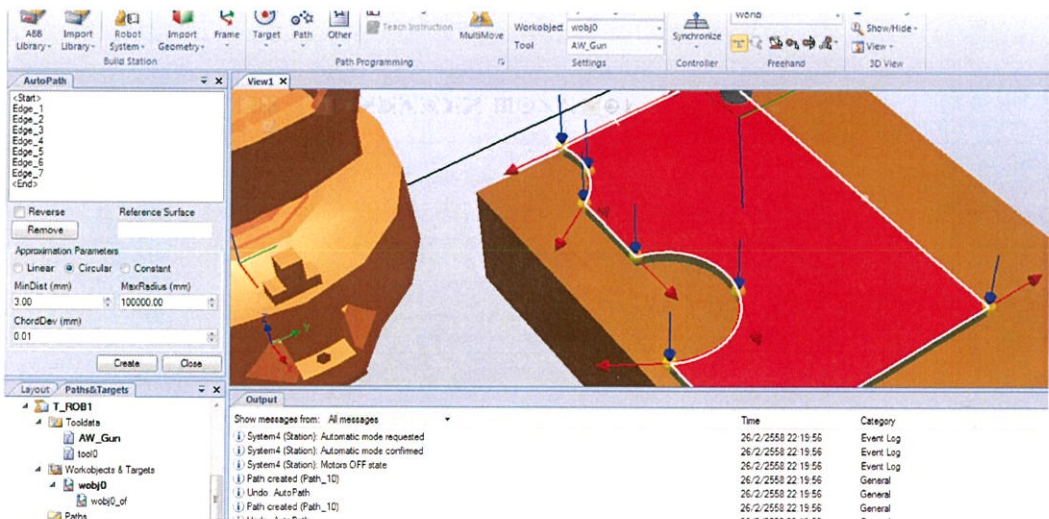 ABB Library Import Library Robot System Import Geometry Frame Target Path Other Teach Instruction MultiMove Workobject wobj0 Synchronize World Show/Hide
Tool AW_Gun View
Build Station Path Programming Settings Controller Freehand 3D View
AutoPath
View1
<Start>
Edge_1
Edge_2
Edge_3
Edge_4
Edge_5
Edge_6
Edge_7
<End>
Reverse Reference Surface
Remove
Approximation Parameters
Linear Circular Constant
MinDist (mm) MaxRadius (mm)
3.00 100000.00
ChordDev (mm)
0.01
Create Close
Layout Paths&Targets
T_ROB1
Tooldata
AW_Gun
tool0
Workobjects & Targets
wobj0
wobj0_of
Paths
Output
Show messages from: All messages Time Category
System4 (Station): Automatic mode requested 26/2/2558 22:19:56 Event Log
System4 (Station): Automatic mode confirmed 26/2/2558 22:19:56 Event Log
System4 (Station): Motors OFF state 26/2/2558 22:19:56 Event Log
Path created (Path_10) 26/2/2558 22:19:56 General
Undo AutoPath 26/2/2558 22:19:56 General
Path created (Path_10) 26/2/2558 22:19:56 General